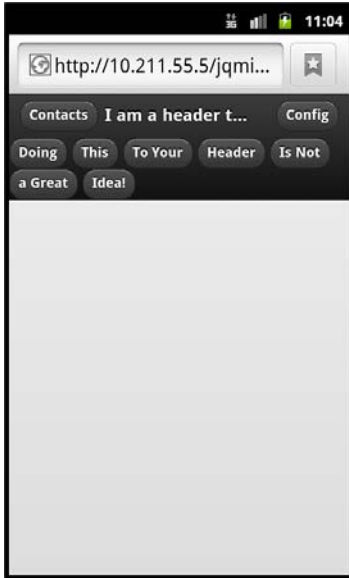 3G 11:04
http://10.211.55.5/jqmi...
Contacts I am a header t... Config
Doing This To Your Header Is Not
a Great Idea!